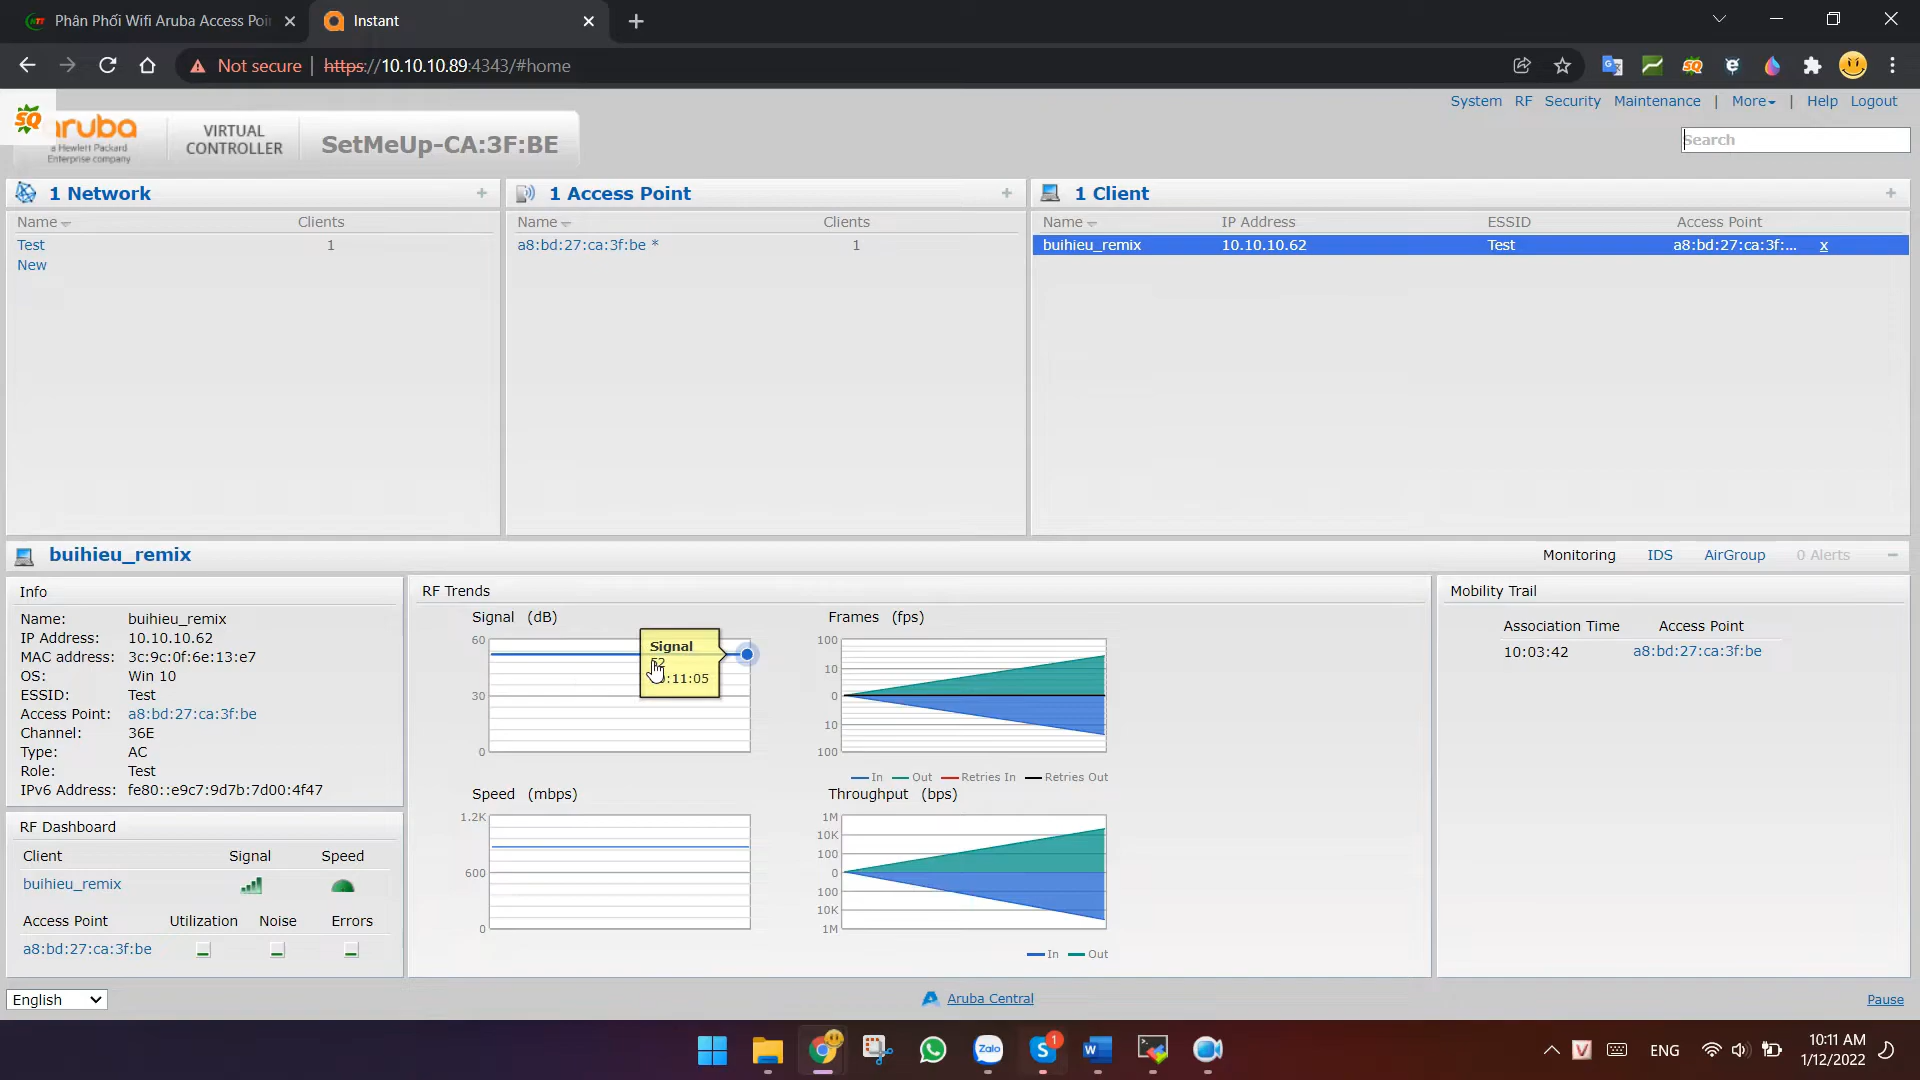 Phân Phối Wifi Aruba Access Poi
Instant
Not secure | https://10.10.10.89:4343/#home
System RF Security Maintenance | More | Help Logout
SQ
aruba
a Hewlett Packard
Enterprise company
VIRTUAL
CONTROLLER
SetMeUp-CA:3F:BE
Search
1 Network +
1 Access Point +
1 Client +
Name Clients
Test 1
New
Name Clients
a8:bd:27:ca:3f:be * 1
Name IP Address ESSID Access Point
buihieu_remix 10.10.10.62 Test a8:bd:27:ca:3f:... x
buihieu_remix
Monitoring IDS AirGroup 0 Alerts
Info
Name: buihieu_remix
IP Address: 10.10.10.62
MAC address: 3c:9c:0f:6e:13:e7
OS: Win 10
ESSID: Test
Access Point: a8:bd:27:ca:3f:be
Channel: 36E
Type: AC
Role: Test
IPv6 Address: fe80::e9c7:9d7b:7d00:4f47
RF Dashboard
Client Signal Speed
buihieu_remix
Access Point Utilization Noise Errors
a8:bd:27:ca:3f:be
RF Trends
Signal (dB)
60
30
0
Signal
:11:05
Frames (fps)
100
10
0
10
100
In Out Retries In Retries Out
Speed (mbps)
1.2K
600
0
Throughput (bps)
1M
10K
100
0
100
10K
1M
In Out
Mobility Trail
Association Time Access Point
10:03:42 a8:bd:27:ca:3f:be
English
Aruba Central
Pause
Zalo
S 1
W
V
ENG
10:11 AM
1/12/2022